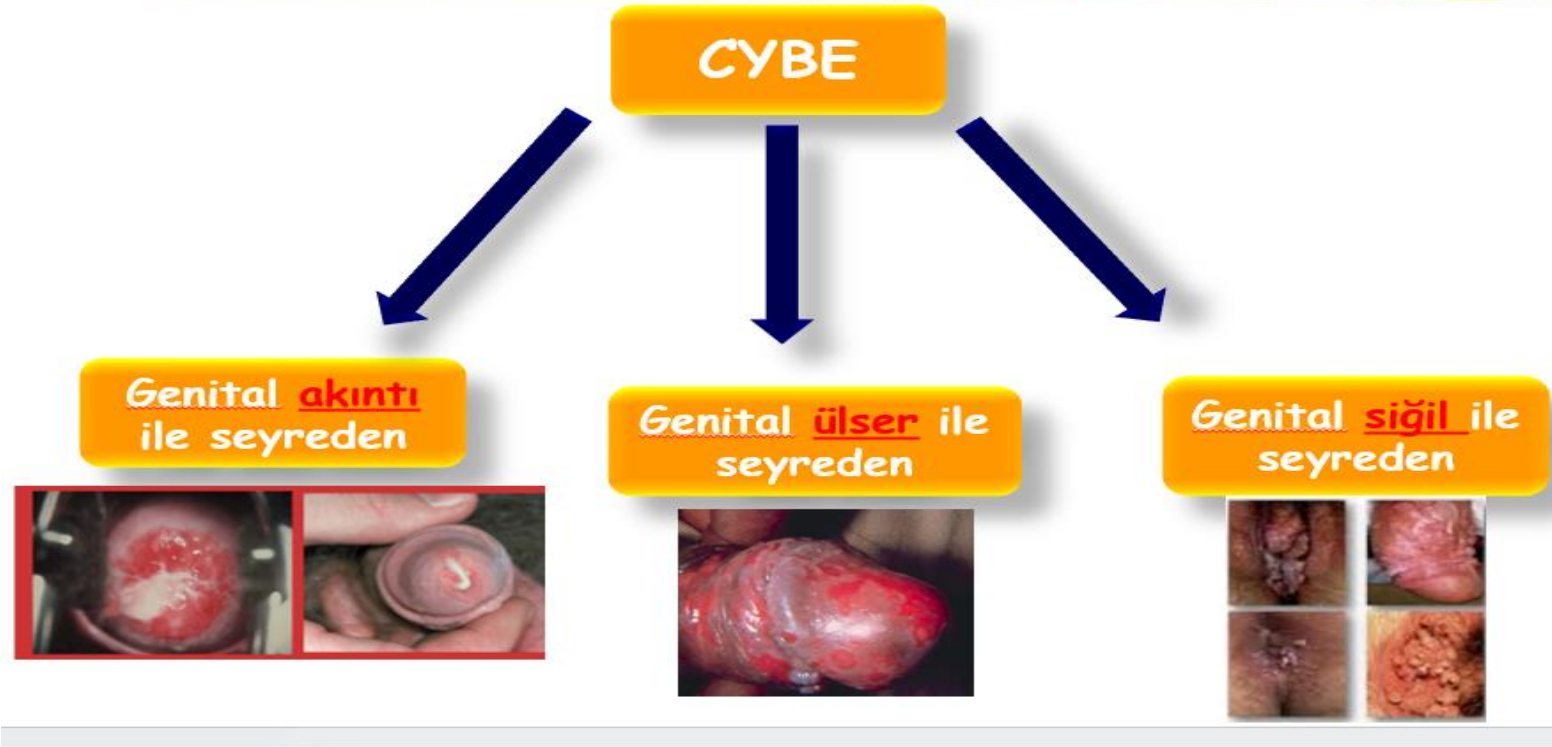 CYBE
Genital akıntı
ile seyreden
Genital ülser ile
seyreden
Genital siğil ile
seyreden